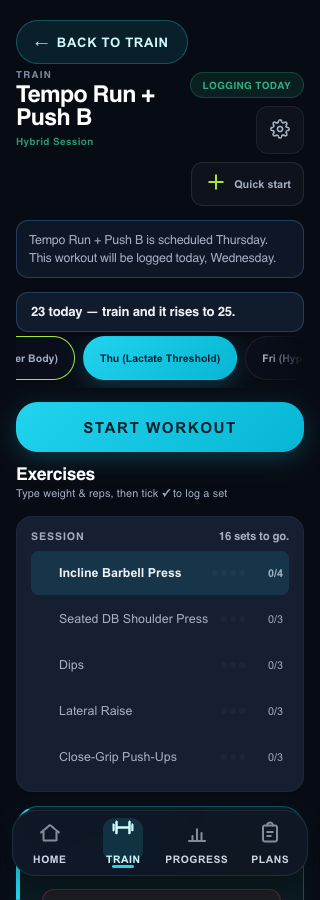 ← BACK TO TRAIN
TRAIN
Tempo Run +
Push B
Hybrid Session
LOGGING TODAY
Quick start
Tempo Run + Push B is scheduled Thursday.
This workout will be logged today, Wednesday.
23 today — train and it rises to 25.
er Body)
Thu (Lactate Threshold)
Fri (Hyp
START WORKOUT
Exercises
Type weight & reps, then tick ✓ to log a set
SESSION
16 sets to go.
Incline Barbell Press 0/4
Seated DB Shoulder Press 0/3
Dips 0/3
Lateral Raise 0/3
Close-Grip Push-Ups 0/3
HOME
TRAIN
PROGRESS
PLANS